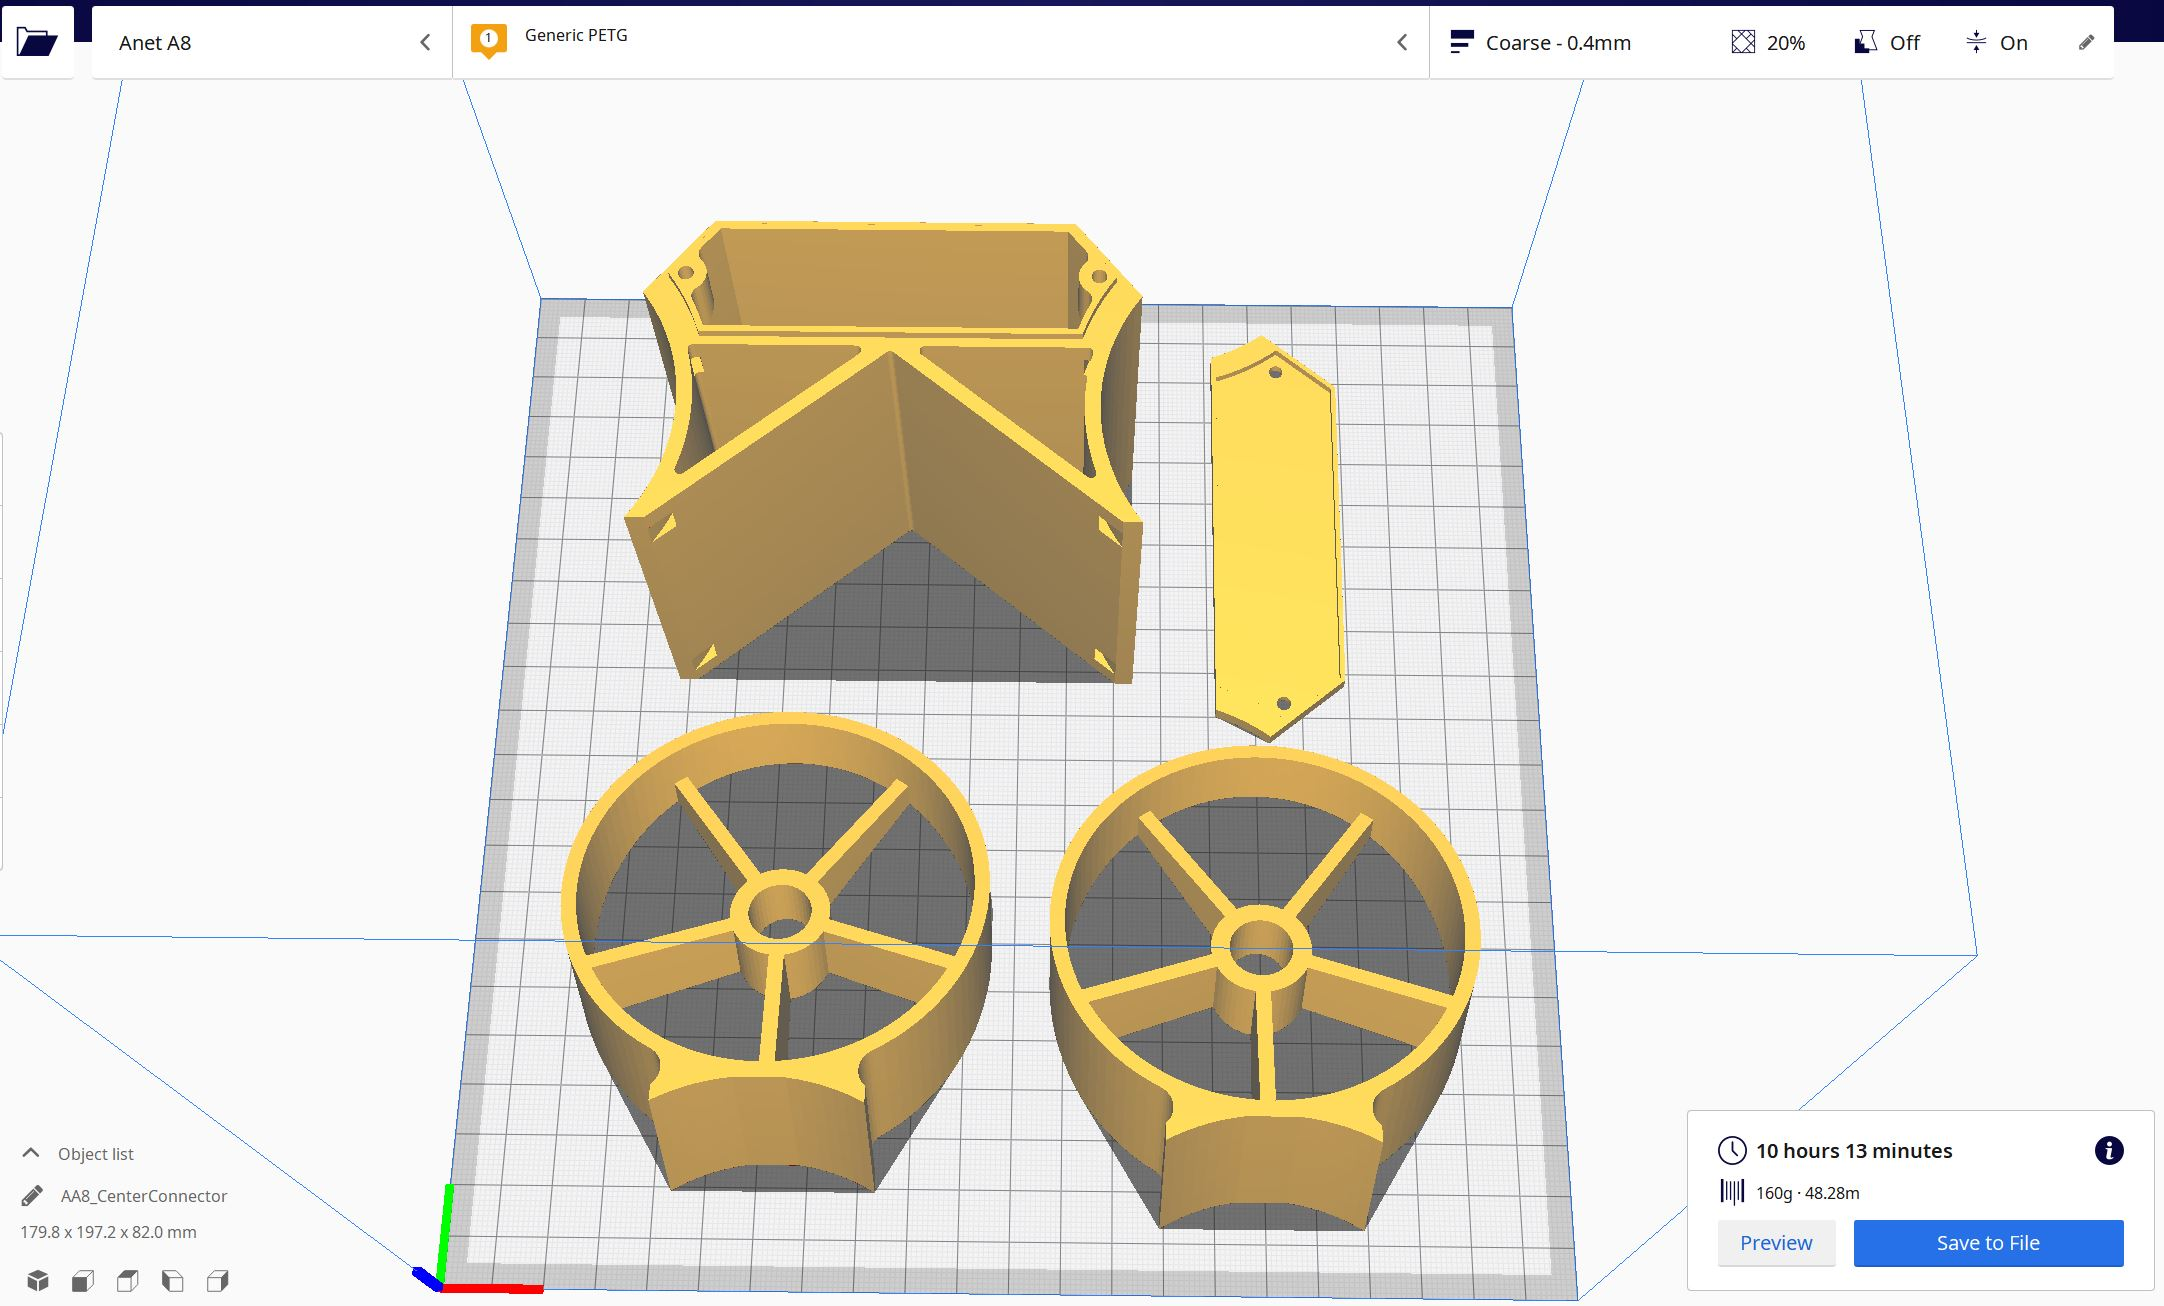 Anet A8
1
Generic PETG
Coarse - 0.4mm
20%
Off
On
Object list
AA8_CenterConnector
179.8 x 197.2 x 82.0 mm
10 hours 13 minutes
160g · 48.28m
Preview
Save to File